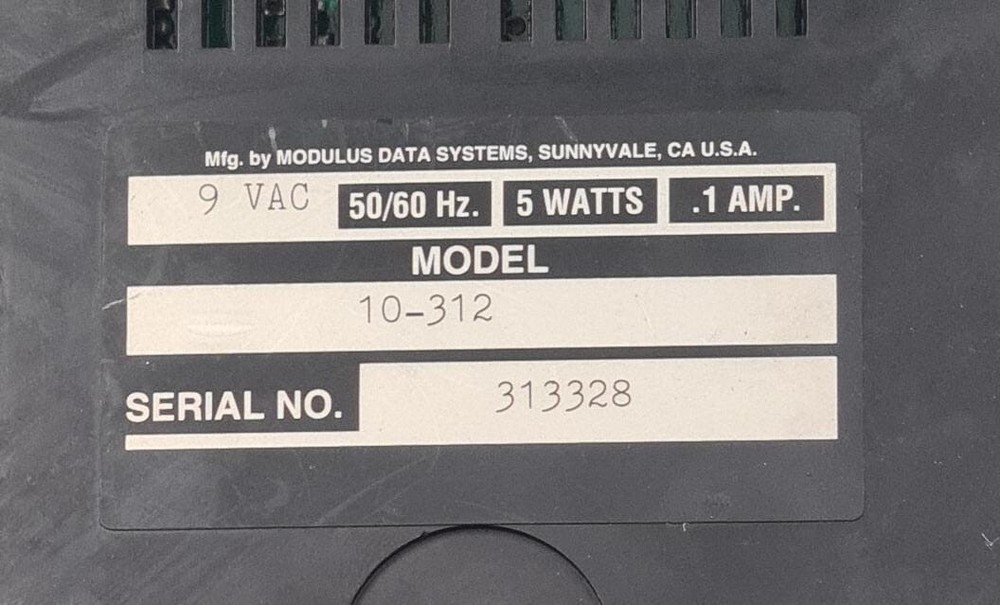 Mfg. by MODULUS DATA SYSTEMS, SUNNYVALE, CA U.S.A.
9 VAC 50/60 Hz. 5 WATTS .1 AMP.
MODEL
10-312
SERIAL NO. 313328